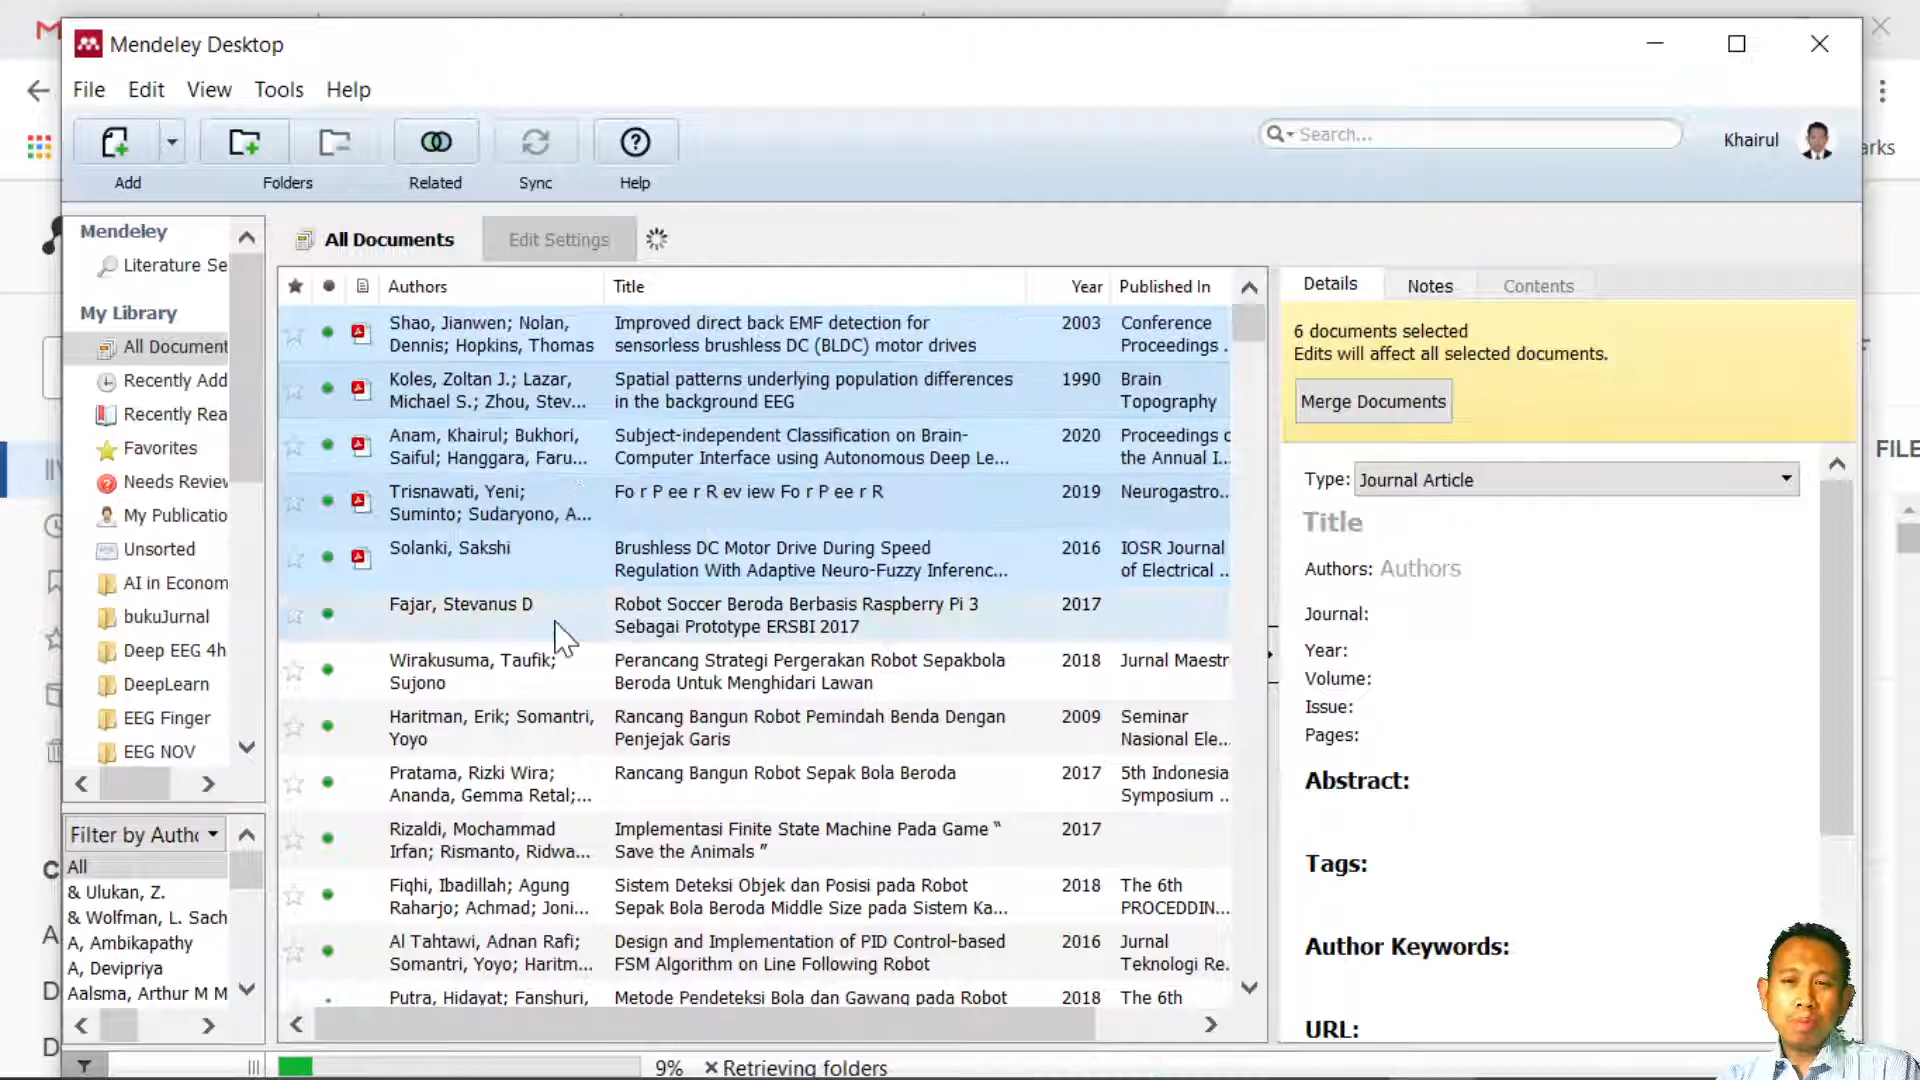 Mendeley Desktop
File Edit View Tools Help
Search...
Khairul
arks
Add Folders Related Sync Help
Mendeley
Literature Se
My Library
All Document
Recently Add
Recently Rea
Favorites
Needs Review
My Publicatio
Unsorted
AI in Econom
bukuJurnal
Deep EEG 4h
DeepLearn
EEG Finger
EEG NOV
Filter by Autho
All
& Ulukan, Z.
& Wolfman, L. Sach
A, Ambikapathy
A, Devipriya
Aalsma, Arthur M M
All Documents Edit Settings
Authors Title Year Published In
Shao, Jianwen; Nolan, Improved direct back EMF detection for 2003 Conference
Dennis; Hopkins, Thomas sensorless brushless DC (BLDC) motor drives Proceedings .
Koles, Zoltan J.; Lazar, Spatial patterns underlying population differences 1990 Brain
Michael S.; Zhou, Stev... in the background EEG Topography
Anam, Khairul; Bukhori, Subject-independent Classification on Brain- 2020 Proceedings o
Saiful; Hanggara, Faru... Computer Interface using Autonomous Deep Le... the Annual I...
Trisnawati, Yeni; Fo r P ee r R ev iew Fo r P ee r R 2019 Neurogastro...
Suminto; Sudaryono, A...
Solanki, Sakshi Brushless DC Motor Drive During Speed 2016 IOSR Journal
Regulation With Adaptive Neuro-Fuzzy Inferenc... of Electrical ...
Fajar, Stevanus D Robot Soccer Beroda Berbasis Raspberry Pi 3 2017
Sebagai Prototype ERSBI 2017
Wirakusuma, Taufik; Perancang Strategi Pergerakan Robot Sepakbola 2018 Jurnal Maestr
Sujono Beroda Untuk Menghidari Lawan
Haritman, Erik; Somantri, Rancang Bangun Robot Pemindah Benda Dengan 2009 Seminar
Yoyo Penjejak Garis Nasional Ele...
Pratama, Rizki Wira; Rancang Bangun Robot Sepak Bola Beroda 2017 5th Indonesia
Ananda, Gemma Retal;... Symposium ...
Rizaldi, Mochammad Implementasi Finite State Machine Pada Game “ 2017
Irfan; Rismanto, Ridwa... Save the Animals ”
Fiqhi, Ibadillah; Agung Sistem Deteksi Objek dan Posisi pada Robot 2018 The 6th
Raharjo; Achmad; Joni... Sepak Bola Beroda Middle Size pada Sistem Ka... PROCEDDIN...
Al Tahtawi, Adnan Rafi; Design and Implementation of PID Control-based 2016 Jurnal
Somantri, Yoyo; Haritm... FSM Algorithm on Line Following Robot Teknologi Re...
Putra, Hidayat; Fanshuri, Metode Pendeteksi Bola dan Gawang pada Robot 2018 The 6th
Details Notes Contents
6 documents selected
Edits will affect all selected documents.
Merge Documents
FILE
Type: Journal Article
Title
Authors: Authors
Journal:
Year:
Volume:
Issue:
Pages:
Abstract:
Tags:
Author Keywords:
URL:
9% × Retrieving folders